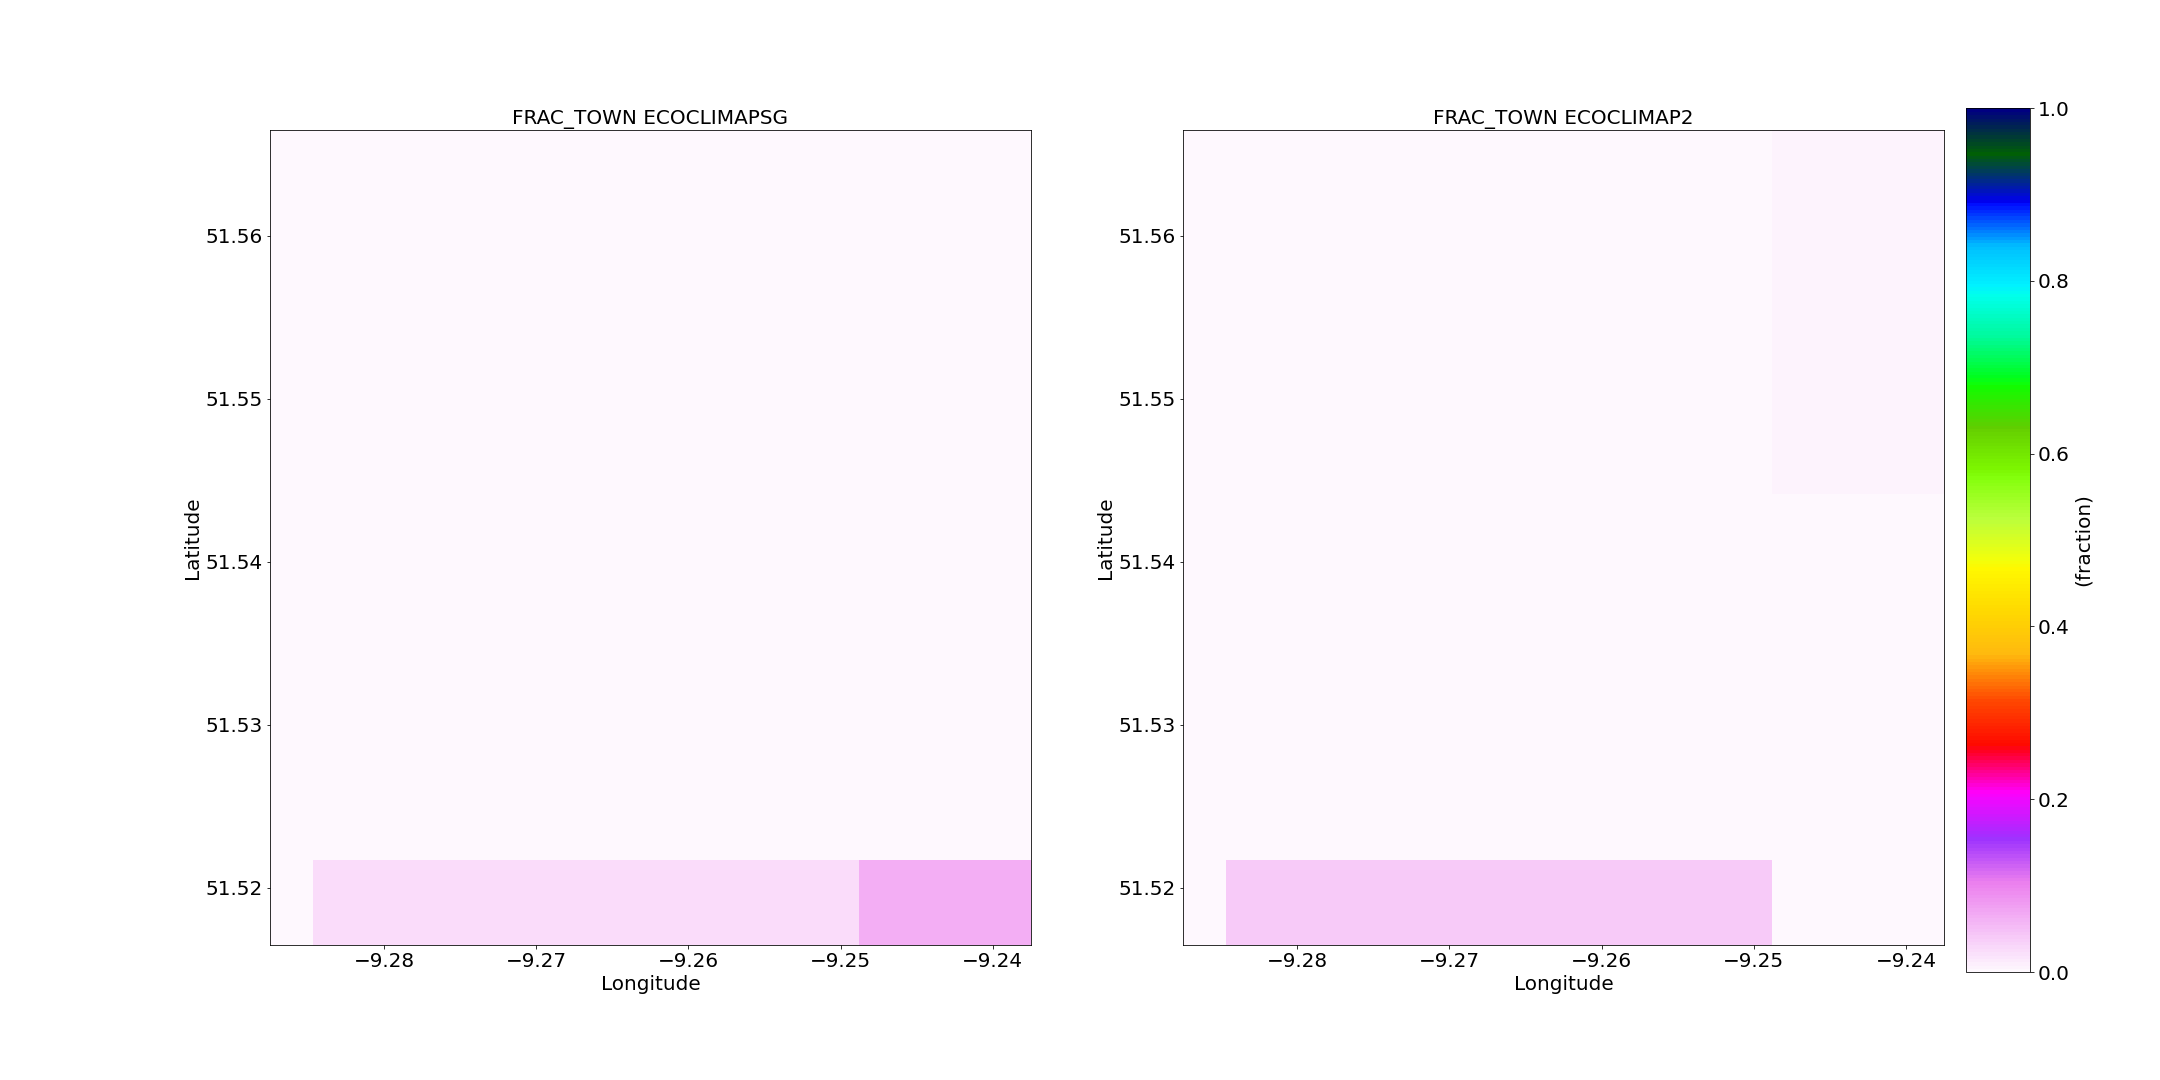 FRAC_TOWN ECOCLIMAPSG
51.56
51.55
51.54
51.53
51.52
Latitude
−9.28 −9.27 −9.26 −9.25 −9.24
Longitude
FRAC_TOWN ECOCLIMAP2
51.56
51.55
51.54
51.53
51.52
Latitude
−9.28 −9.27 −9.26 −9.25 −9.24
Longitude
1.0
0.8
0.6
0.4
0.2
0.0
(fraction)